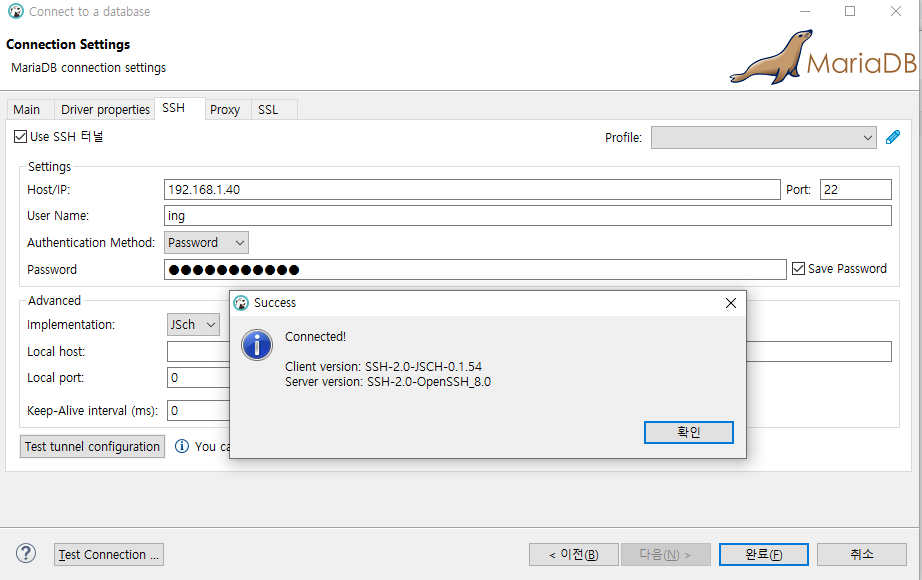 Connect to a database
Connection Settings
MariaDB connection settings
MariaDB
Main Driver properties SSH Proxy SSL
Use SSH 터널 Profile:
Settings
Host/IP: 192.168.1.40 Port: 22
User Name: ing
Authentication Method: Password
Password ●●●●●●●●●●● Save Password
Advanced
Implementation: JSch
Local host:
Local port: 0
Keep-Alive interval (ms): 0
Test tunnel configuration You ca
Success
Connected!
Client version: SSH-2.0-JSCH-0.1.54
Server version: SSH-2.0-OpenSSH_8.0
확인
Test Connection ... < 이전(B) 다음(N) > 완료(F) 취소